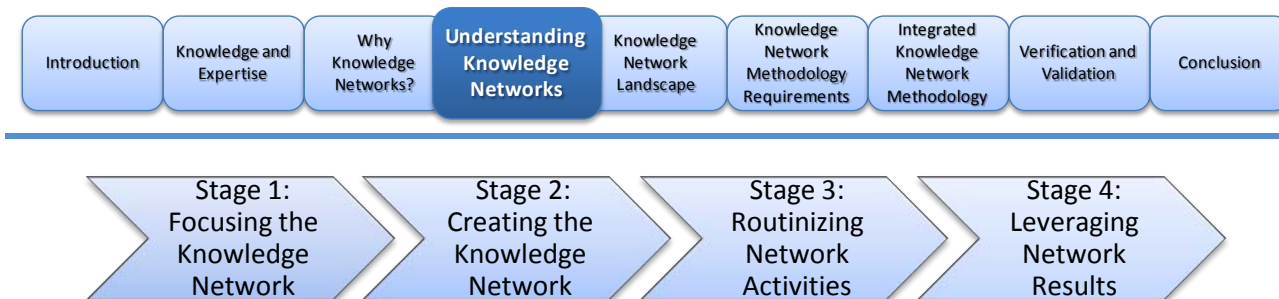 Introduction
Knowledge and
Expertise
Why
Knowledge
Networks?
Understanding
Knowledge
Networks
Knowledge
Network
Landscape
Knowledge
Network
Methodology
Requirements
Integrated
Knowledge
Network
Methodology
Verification and
Validation
Conclusion
Stage 1:
Focusing the
Knowledge
Network
Stage 2:
Creating the
Knowledge
Network
Stage 3:
Routinizing
Network
Activities
Stage 4:
Leveraging
Network
Results